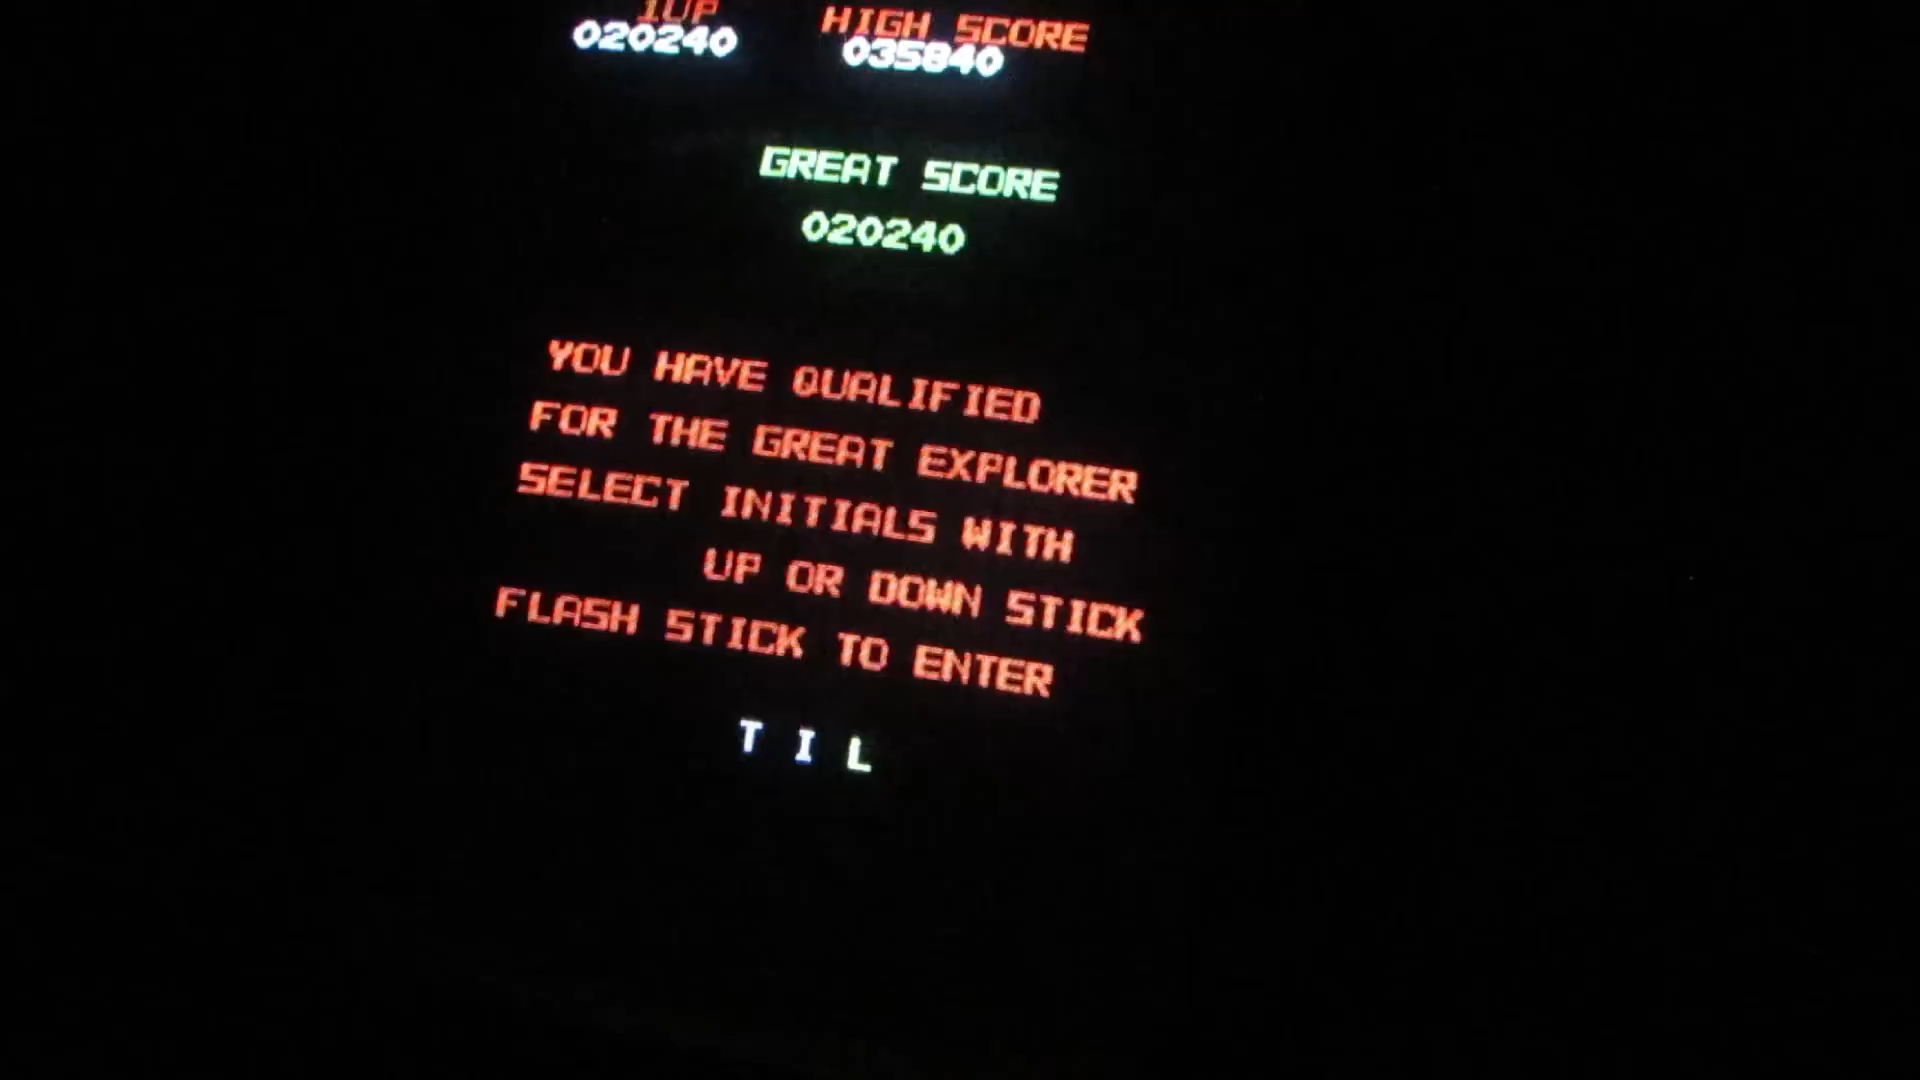 1UP HIGH SCORE
020240 035840
GREAT SCORE
020240
YOU HAVE QUALIFIED
FOR THE GREAT EXPLORER
SELECT INITIALS WITH
UP OR DOWN STICK
FLASH STICK TO ENTER
T I L